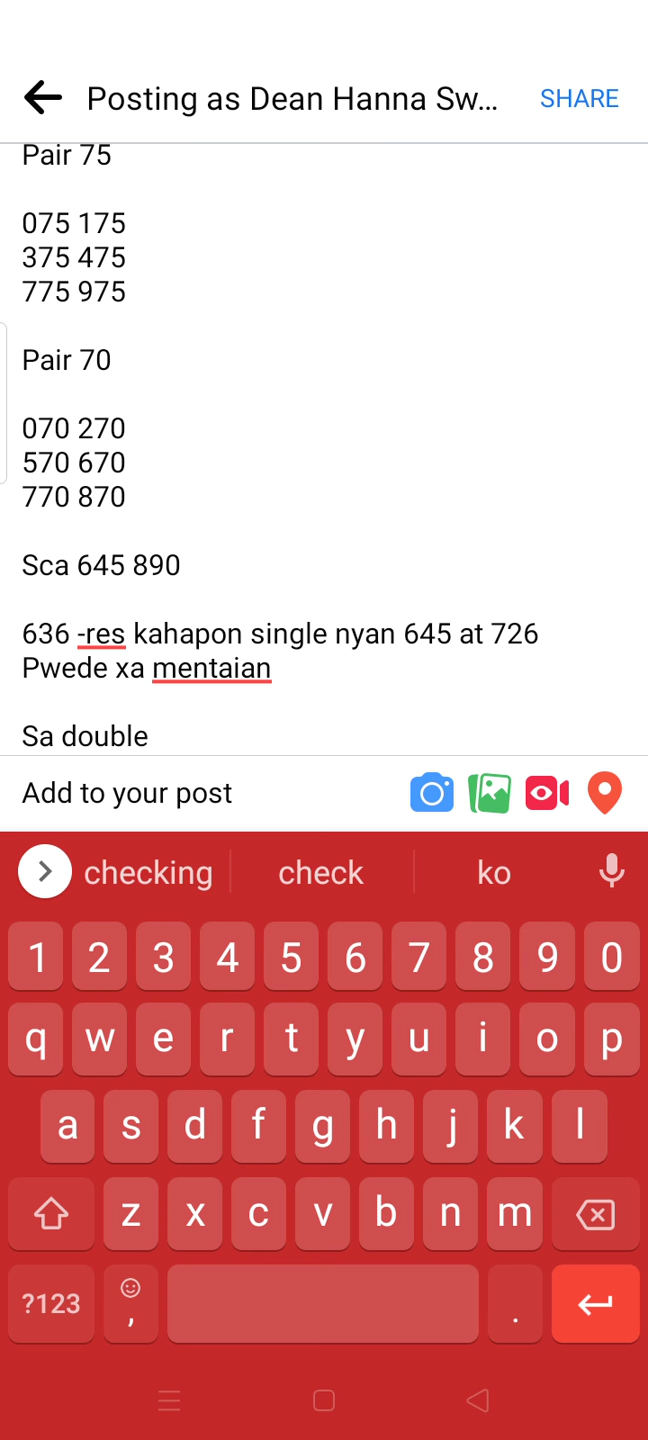 Posting as Dean Hanna Sw...
SHARE
Pair 75
075 175
375 475
775 975
Pair 70
070 270
570 670
770 870
Sca 645 890
636 -res kahapon single nyan 645 at 726
Pwede xa mentaian
Sa double
Add to your post
checking check ko
1 2 3 4 5 6 7 8 9 0
q w e r t y u i o p
a s d f g h j k l
z x c v b n m
?123 , .